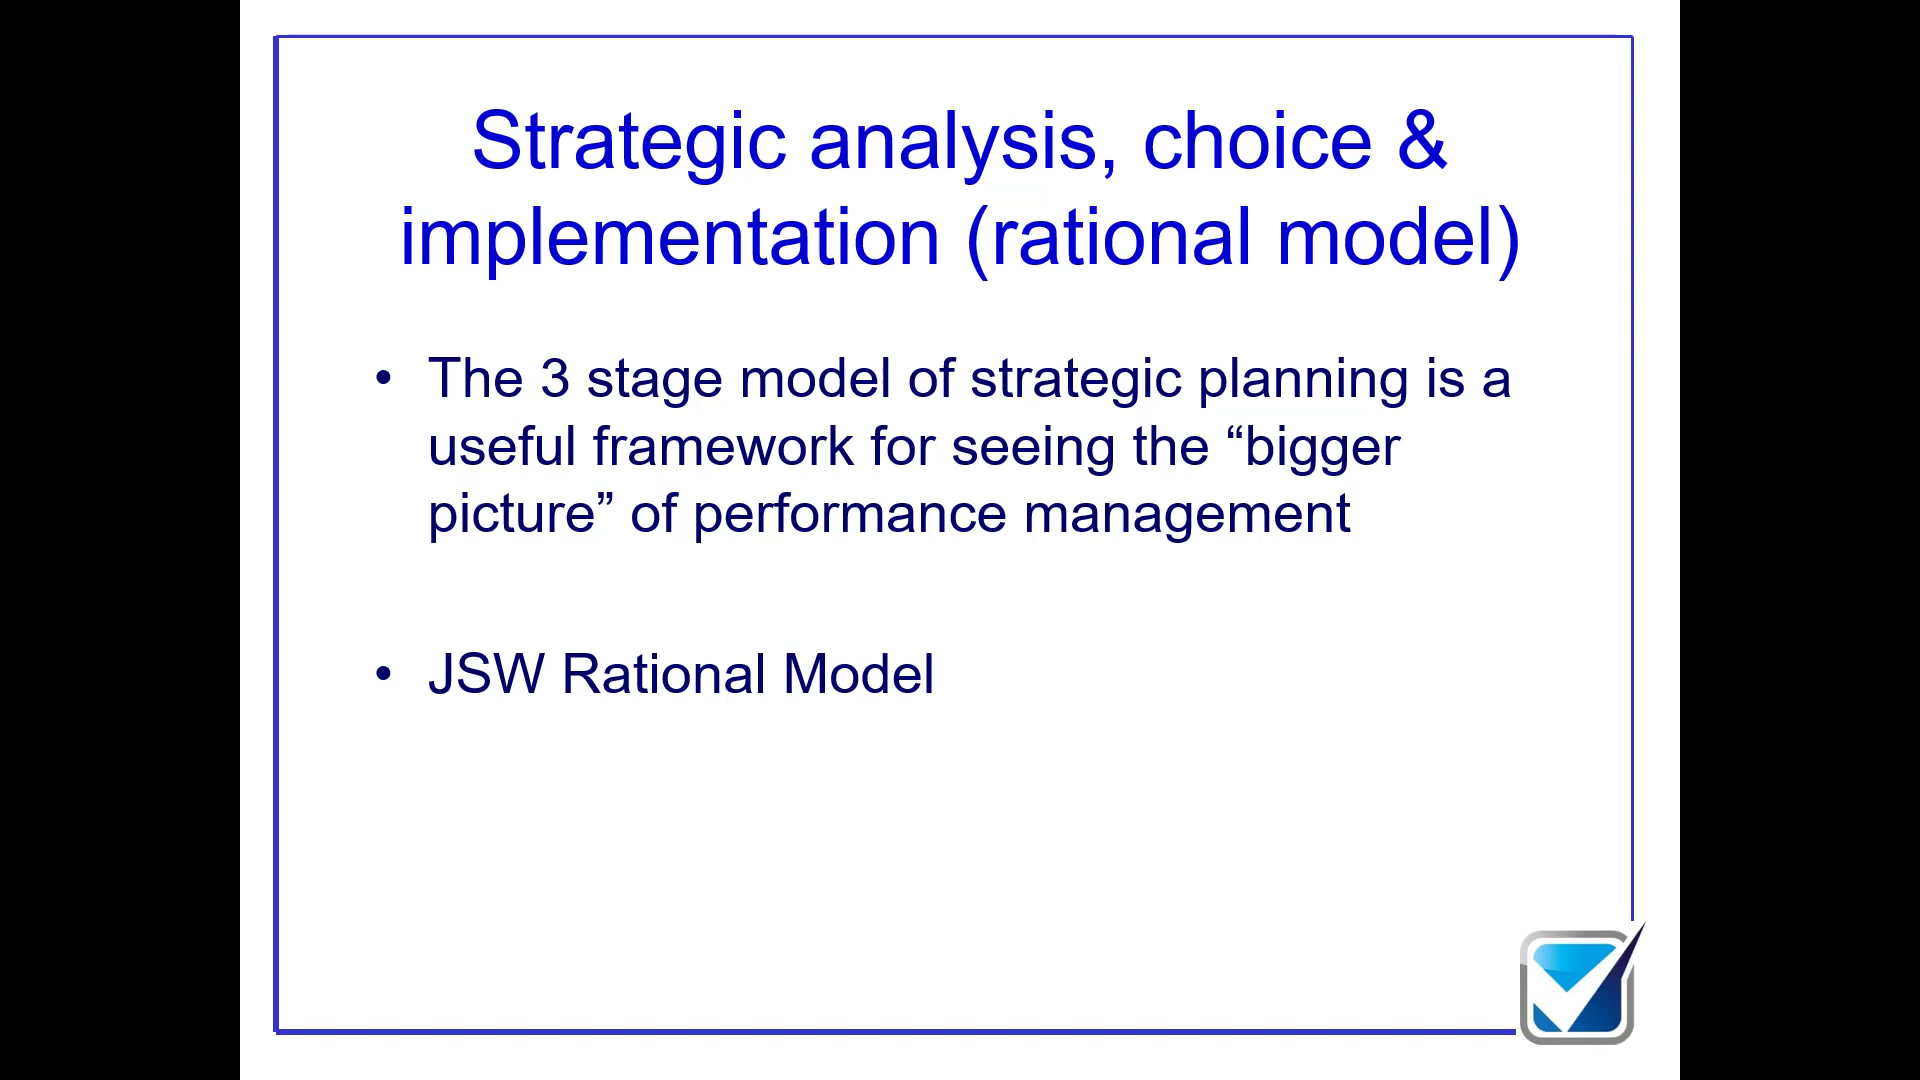 Strategic analysis, choice &
implementation (rational model)
• The 3 stage model of strategic planning is a
useful framework for seeing the “bigger
picture” of performance management
• JSW Rational Model